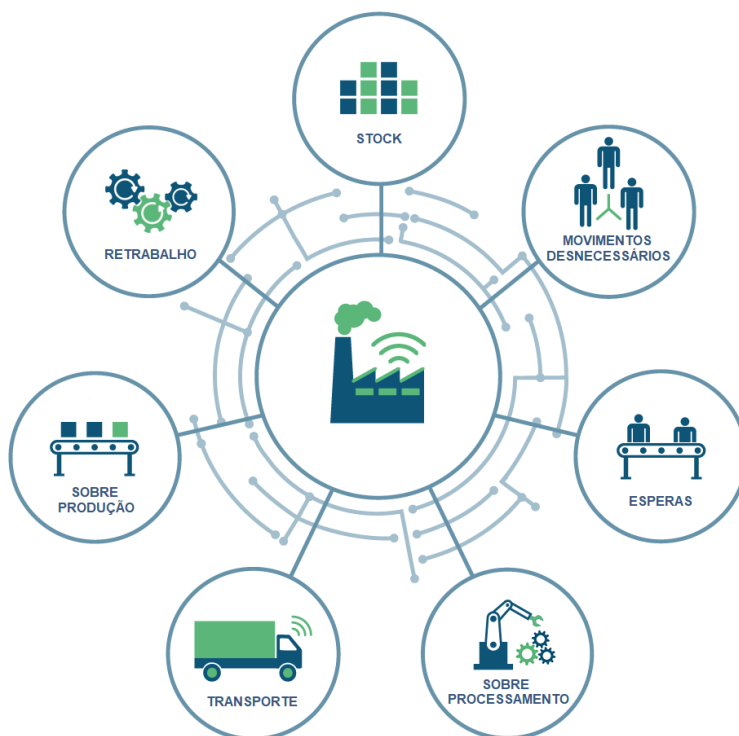 STOCK
MOVIMENTOS
DESNECESSÁRIOS
ESPERAS
SOBRE
PROCESSAMENTO
TRANSPORTE
SOBRE
PRODUÇÃO
RETRABALHO